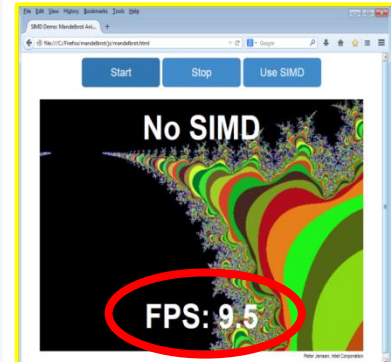 File Edit View History Bookmarks Tools Help
SIMD Demo: Mandelbrot Ani...
file:///C:/Firefox/mandelbrot/js/mandelbrot.html
Google
Start Stop Use SIMD
No SIMD
FPS: 9.5
Peter Jensen, Intel Corporation